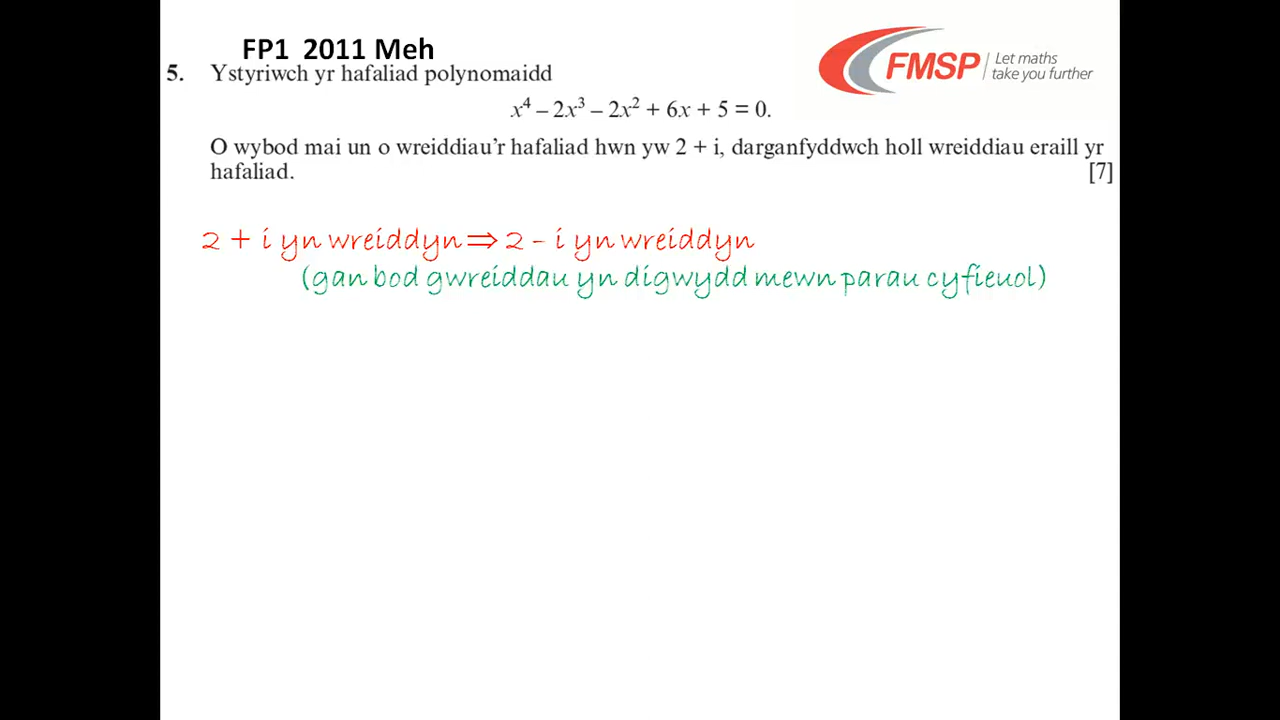 FP1 2011 Meh
FMSP
Let maths
take you further
5. Ystyriwch yr hafaliad polynomaidd
x⁴ – 2x³ – 2x² + 6x + 5 = 0.
O wybod mai un o wreiddiau’r hafaliad hwn yw 2 + i, darganfyddwch holl wreiddiau eraill yr
hafaliad. [7]
2 + i yn wreiddyn ⇒ 2 - i yn wreiddyn
(gan bod gwreiddau yn digwydd mewn parau cyfieuol)